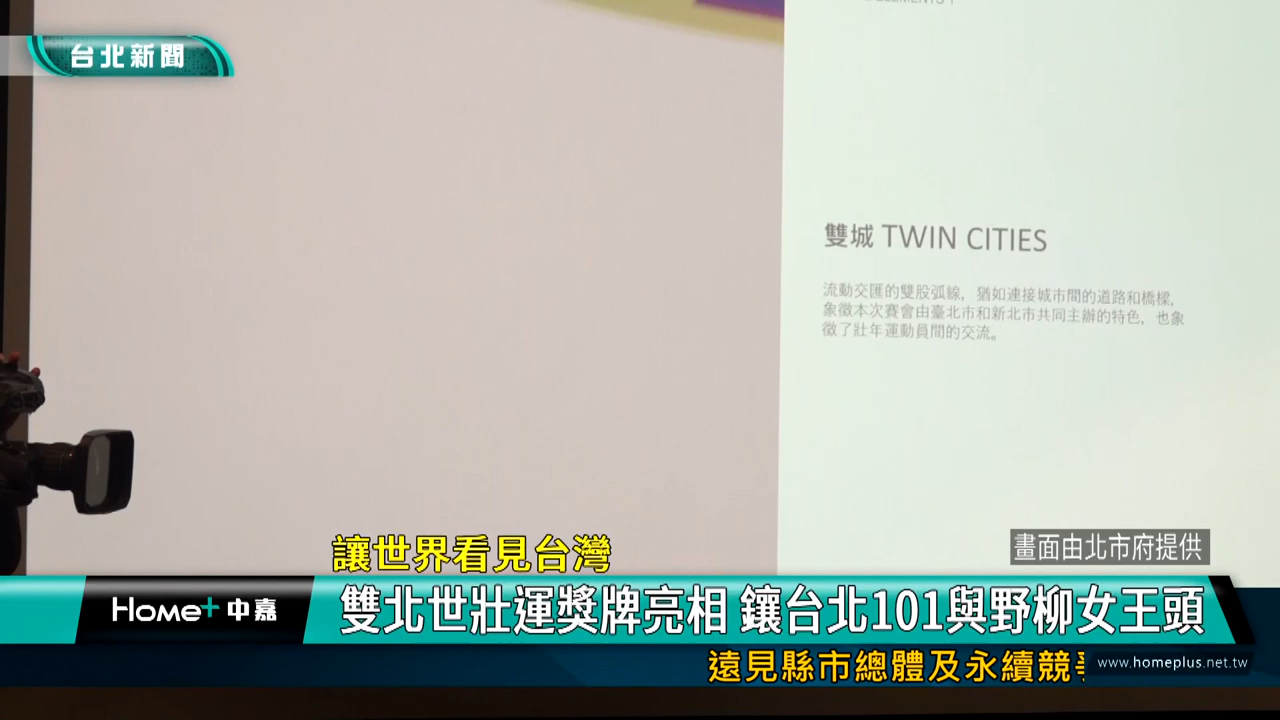 台北新聞
ELEMENTS
雙城 TWIN CITIES
流動交匯的雙股弧線，猶如連接城市間的道路和橋樑，
象徵本次賽會由臺北市和新北市共同主辦的特色，也象
徵了壯年運動員間的交流。
讓世界看見台灣
畫面由北市府提供
Home+中嘉
雙北世壯運獎牌亮相 鑲台北101與野柳女王頭
遠見縣市總體及永續競
www.homeplus.net.tw